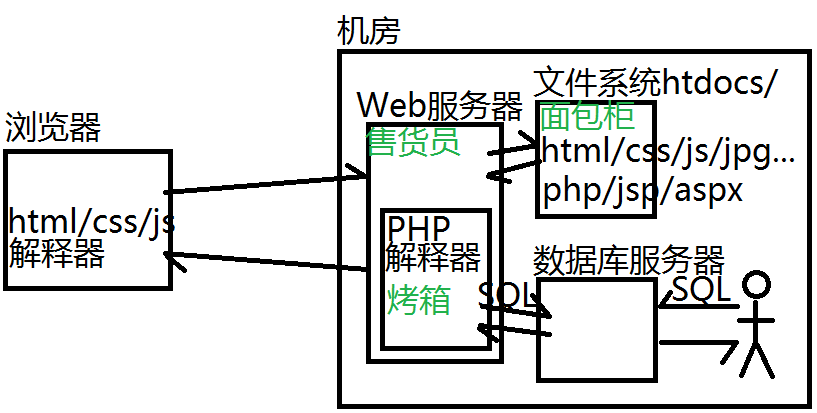 机房
文件系统htdocs/
Web服务器
面包柜
浏览器
售货员
html/css/js/jpg...
php/jsp/aspx
html/css/js
解释器
PHP
解释器
数据库服务器
烤箱
SQL
SQL